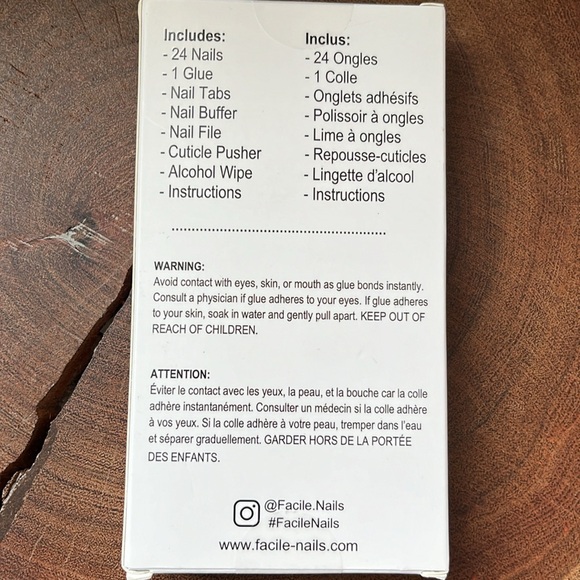 Includes:
- 24 Nails
- 1 Glue
- Nail Tabs
- Nail Buffer
- Nail File
- Cuticle Pusher
- Alcohol Wipe
- Instructions
Inclus:
- 24 Ongles
- 1 Colle
- Onglets adhésifs
- Polissoir à ongles
- Lime à ongles
- Repousse-cuticles
- Lingette d'alcool
- Instructions
WARNING:
Avoid contact with eyes, skin, or mouth as glue bonds instantly.
Consult a physician if glue adheres to your eyes. If glue adheres
to your skin, soak in water and gently pull apart. KEEP OUT OF
REACH OF CHILDREN.
ATTENTION:
Éviter le contact avec les yeux, la peau, et la bouche car la colle
adhère instantanément. Consulter un médecin si la colle adhère
à vos yeux. Si la colle adhère à votre peau, tremper dans l'eau
et séparer graduellement. GARDER HORS DE LA PORTÉE
DES ENFANTS.
@Facile.Nails
#FacileNails
www.facile-nails.com